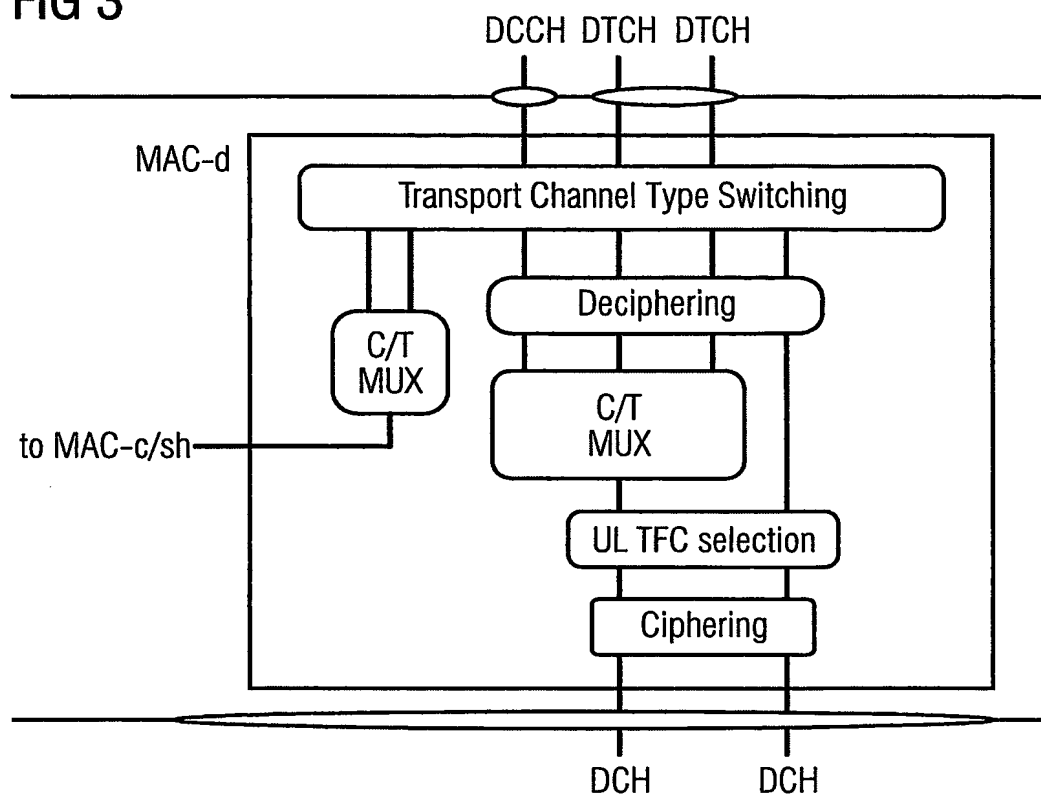 FIG 3
DCCH DTCH DTCH
MAC-d
Transport Channel Type Switching
Deciphering
C/T
MUX
C/T
MUX
to MAC-c/sh
UL TFC selection
Ciphering
DCH DCH